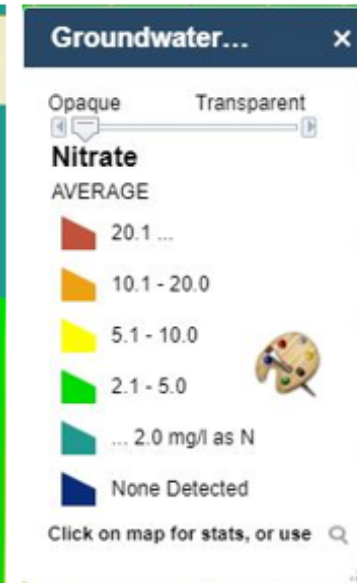 Groundwater... ×
Opaque Transparent
Nitrate
AVERAGE
20.1 ...
10.1 - 20.0
5.1 - 10.0
2.1 - 5.0
... 2.0 mg/l as N
None Detected
Click on map for stats, or use